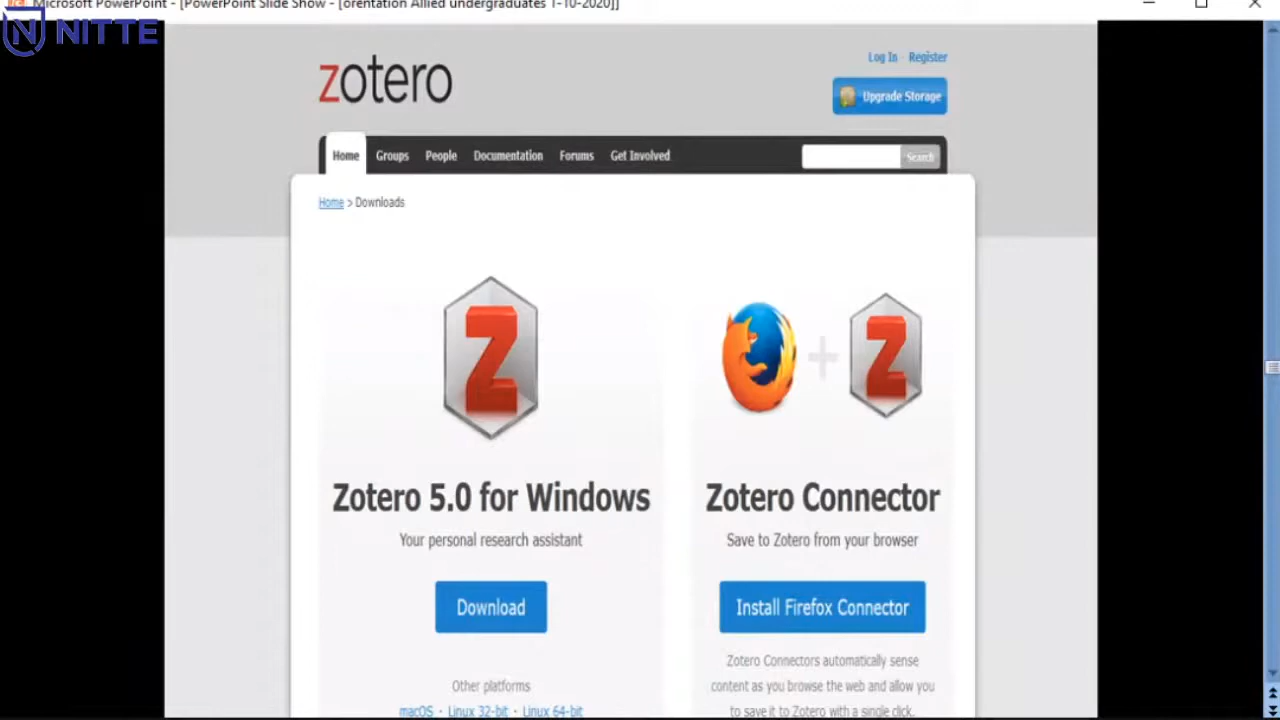 Microsoft PowerPoint - [PowerPoint Slide Show - [orentation Allied undergraduates 1-10-2020]]
NITTE
Log In · Register
zotero
Upgrade Storage
Home Groups People Documentation Forums Get Involved Search
Home > Downloads
Z
Z
Zotero 5.0 for Windows
Your personal research assistant
Download
Other platforms
macOS · Linux 32-bit · Linux 64-bit
Zotero Connector
Save to Zotero from your browser
Install Firefox Connector
Zotero Connectors automatically sense
content as you browse the web and allow you
to save it to Zotero with a single click.